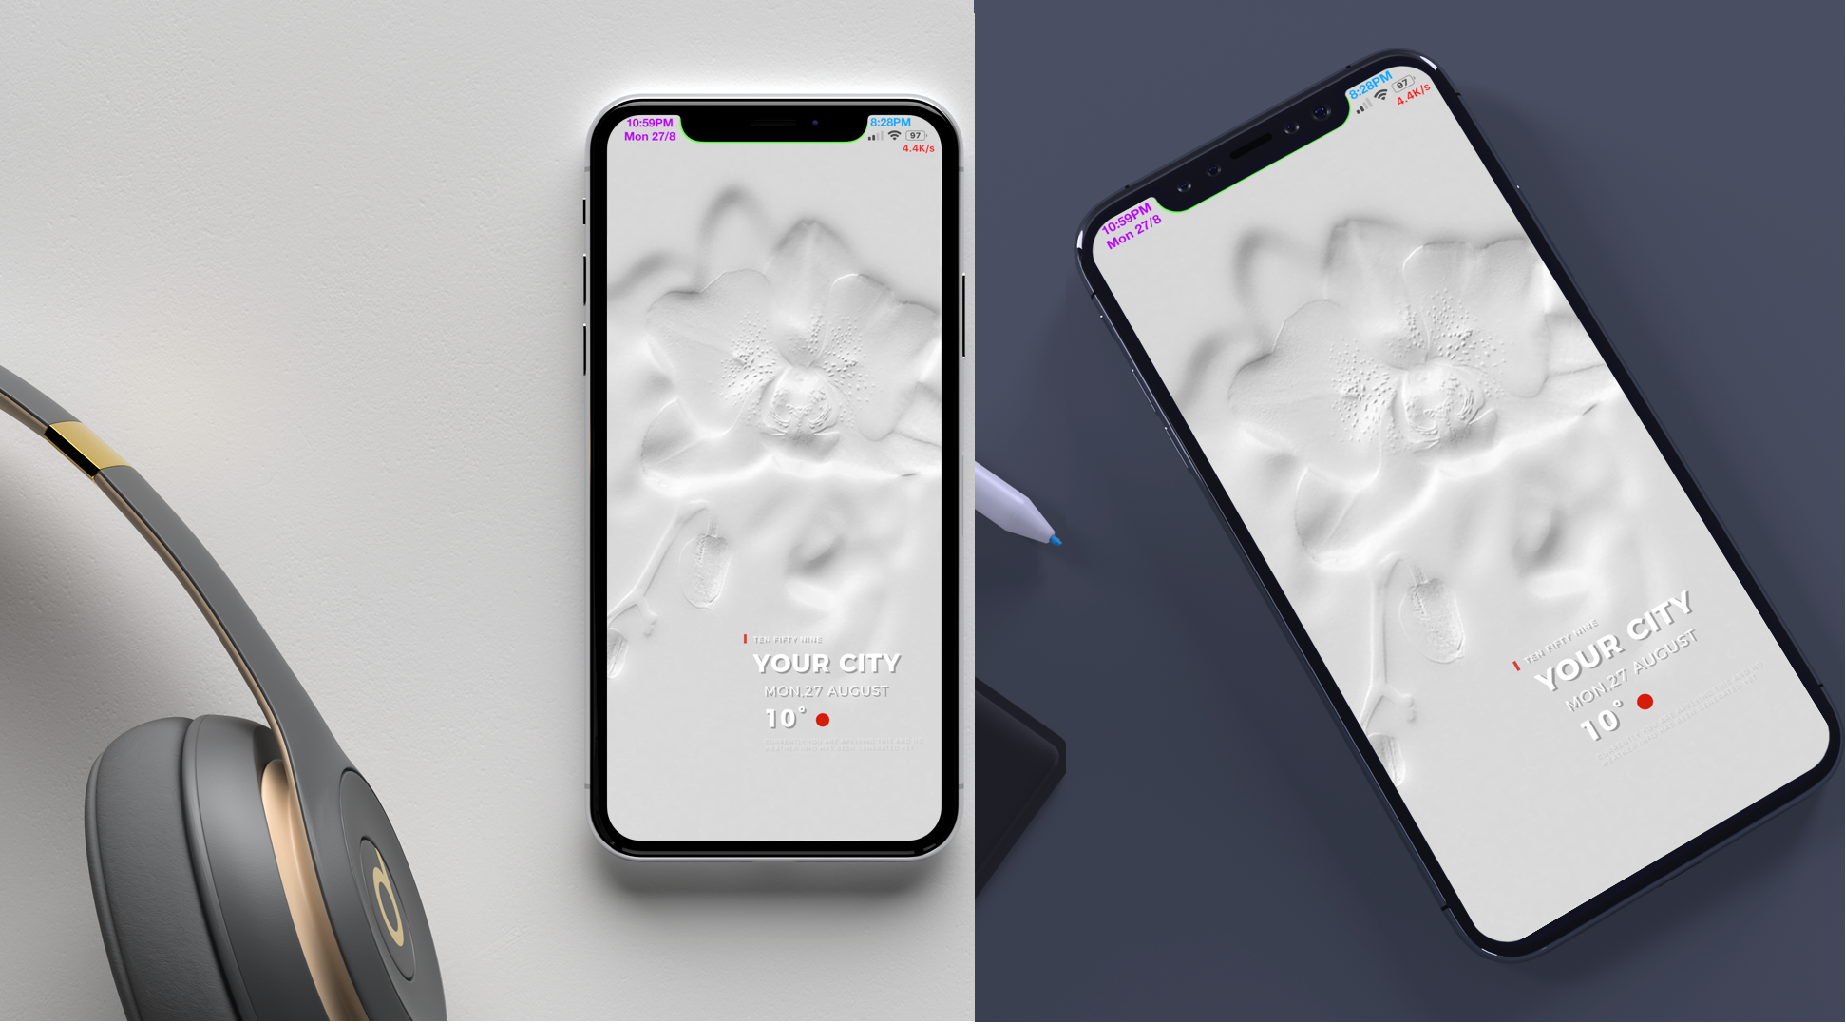 10:59PM
Mon 27/8
8:28PM
97
4.4K/s
TEN FIFTY NINE
YOUR CITY
MON.27 AUGUST
10°
10:59PM
Mon 27/8
8:28PM
97
4.4K/s
TEN FIFTY NINE
YOUR CITY
MON.27 AUGUST
10°